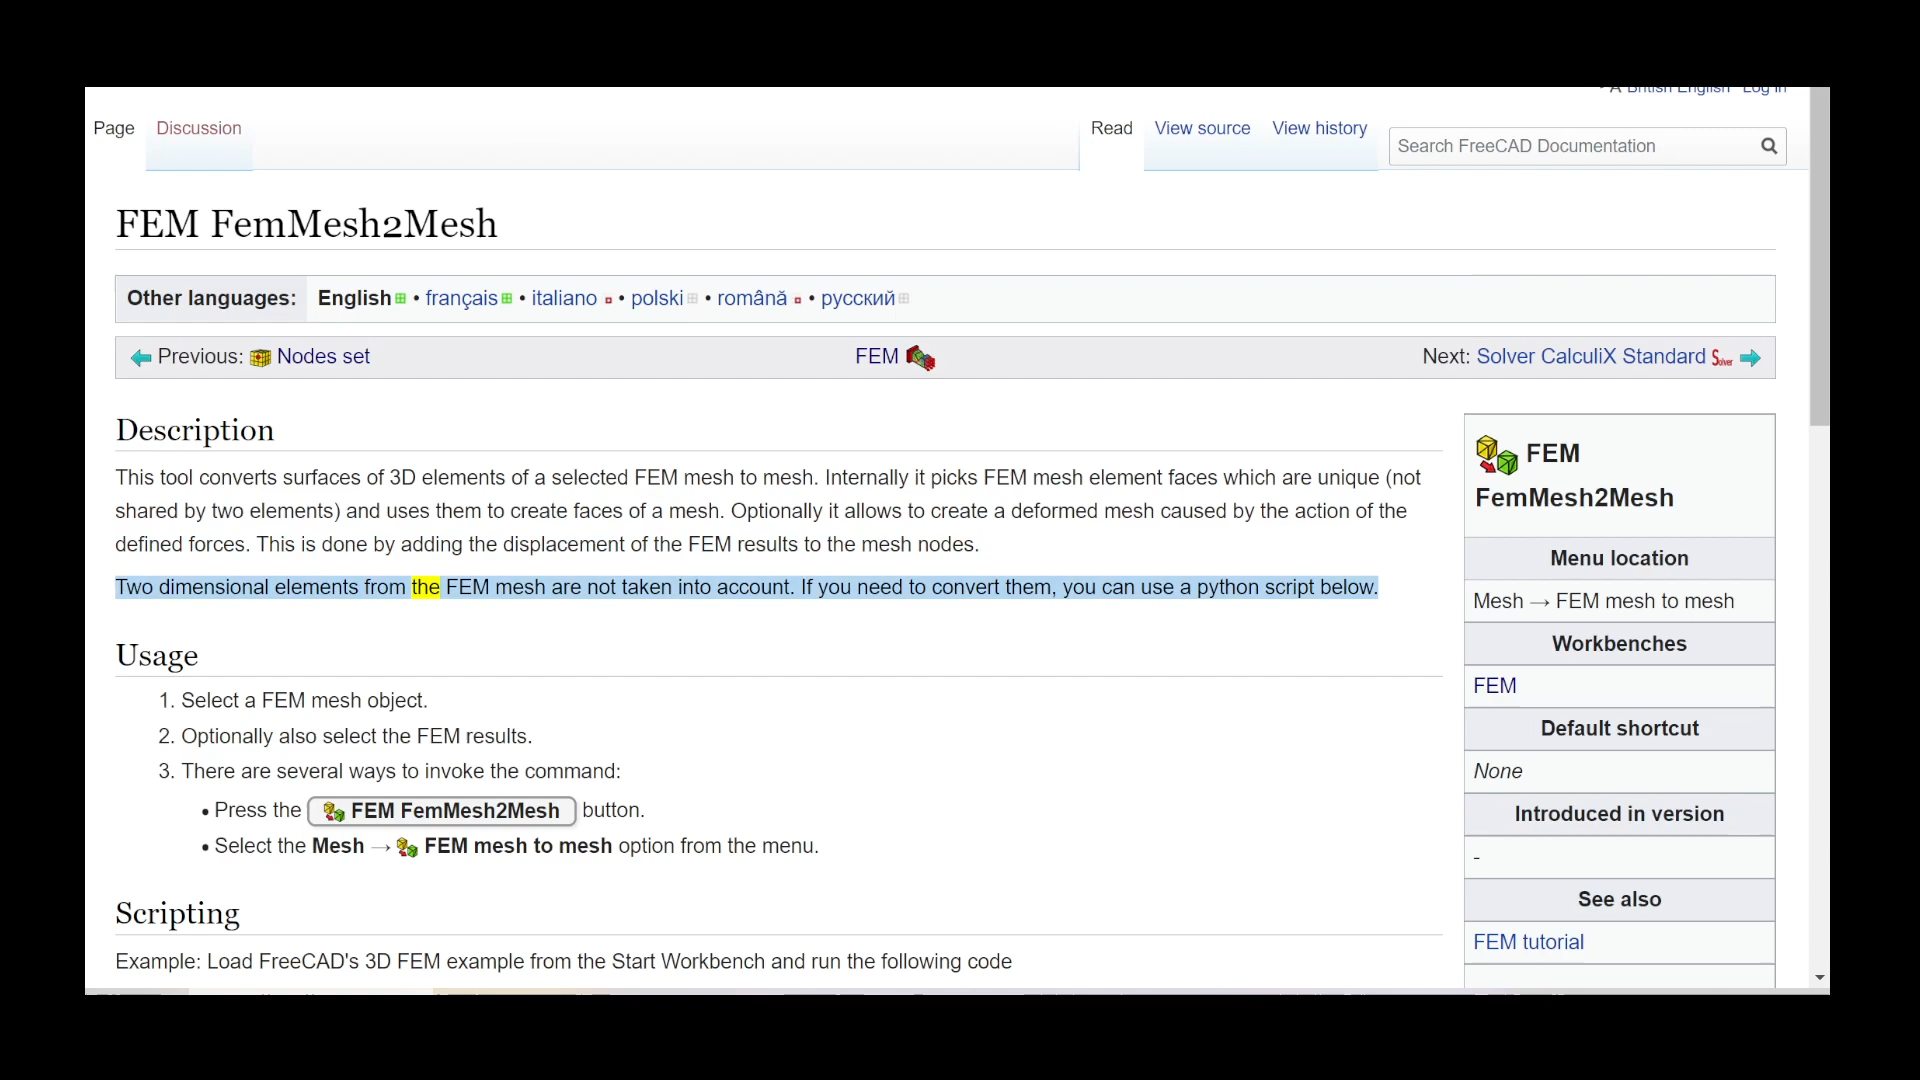 British English Log in
Page Discussion Read View source View history Search FreeCAD Documentation
FEM FemMesh2Mesh
Other languages: English • français • italiano • polski • română • русский
Previous: Nodes set FEM Next: Solver CalculiX Standard Solver
Description
This tool converts surfaces of 3D elements of a selected FEM mesh to mesh. Internally it picks FEM mesh element faces which are unique (not
shared by two elements) and uses them to create faces of a mesh. Optionally it allows to create a deformed mesh caused by the action of the
defined forces. This is done by adding the displacement of the FEM results to the mesh nodes.
Two dimensional elements from the FEM mesh are not taken into account. If you need to convert them, you can use a python script below.
Usage
1. Select a FEM mesh object.
2. Optionally also select the FEM results.
3. There are several ways to invoke the command:
• Press the FEM FemMesh2Mesh button.
• Select the Mesh → FEM mesh to mesh option from the menu.
Scripting
Example: Load FreeCAD's 3D FEM example from the Start Workbench and run the following code
FEM
FemMesh2Mesh
Menu location
Mesh → FEM mesh to mesh
Workbenches
FEM
Default shortcut
None
Introduced in version
-
See also
FEM tutorial